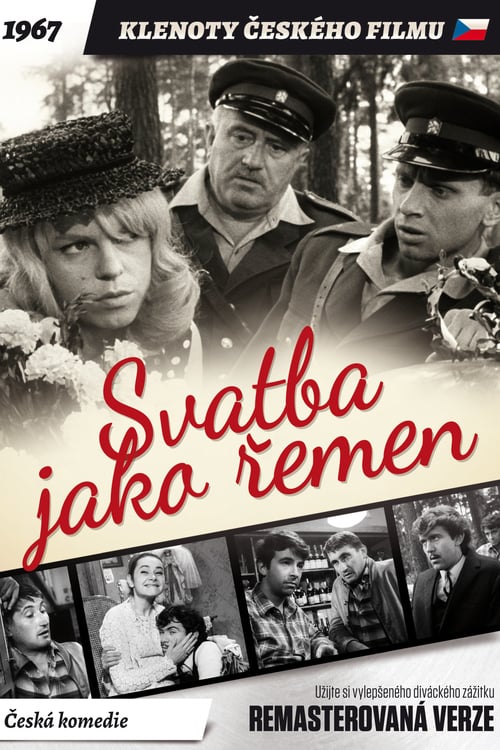 1967
KLENOTY ČESKÉHO FILMU
Svatba
jako řemen
Užijte si vylepšeného diváckého zážitku
Česká komedie
REMASTEROVANÁ VERZE